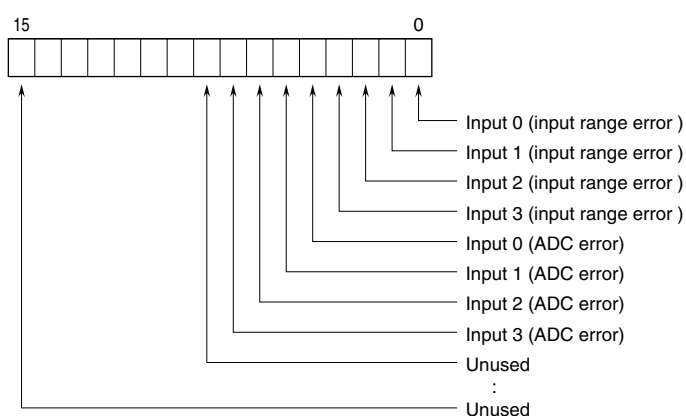 15 0
Input 0 (input range error )
Input 1 (input range error )
Input 2 (input range error )
Input 3 (input range error )
Input 0 (ADC error)
Input 1 (ADC error)
Input 2 (ADC error)
Input 3 (ADC error)
Unused
:
Unused